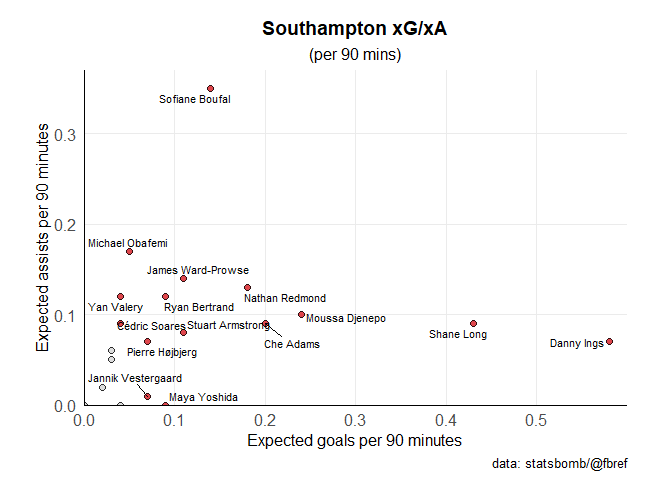 Southampton xG/xA
(per 90 mins)
Expected assists per 90 minutes
0.3
0.2
0.1
0.0
Sofiane Boufal
Michael Obafemi
James Ward-Prowse
Nathan Redmond
Yan Valery
Ryan Bertrand
Moussa Djenepo
Cédric Soares
Stuart Armstrong
Shane Long
Che Adams
Danny Ings
Pierre Højbjerg
Jannik Vestergaard
Maya Yoshida
0.0 0.1 0.2 0.3 0.4 0.5
Expected goals per 90 minutes
data: statsbomb/@fbref